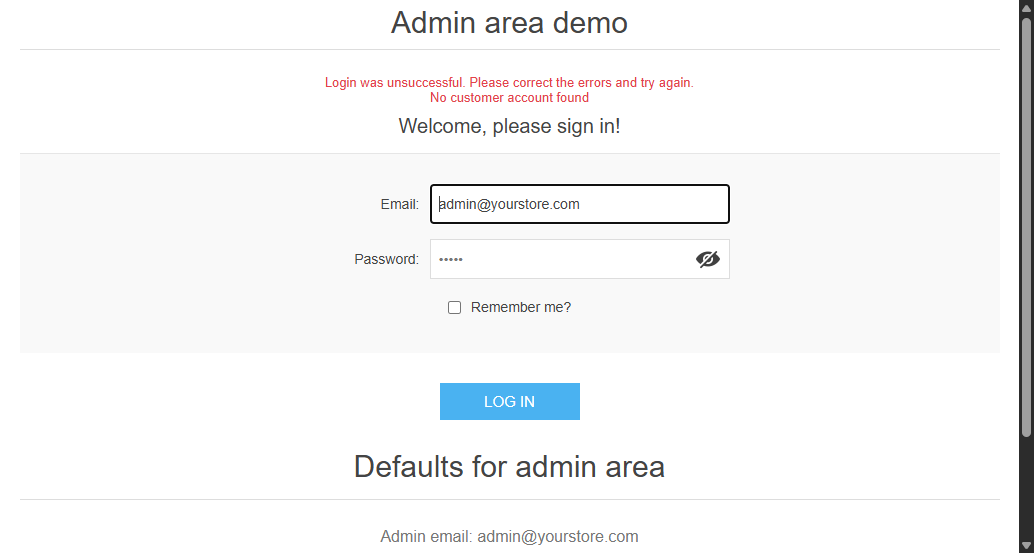 Admin area demo
Login was unsuccessful. Please correct the errors and try again.
No customer account found
Welcome, please sign in!
Email: admin@yourstore.com
Password: •••••
Remember me?
LOG IN
Defaults for admin area
Admin email: admin@yourstore.com